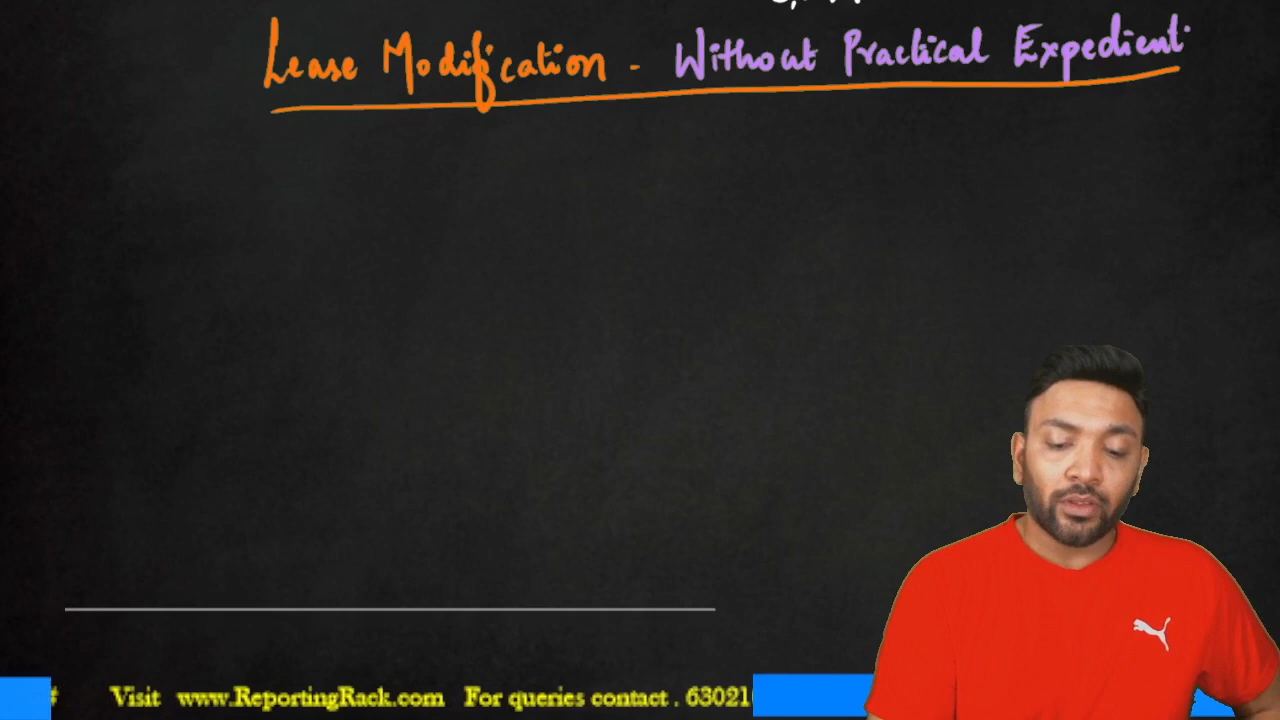 Lease Modification - Without Practical Expedient.
Visit www.ReportingRack.com For queries contact . 63021